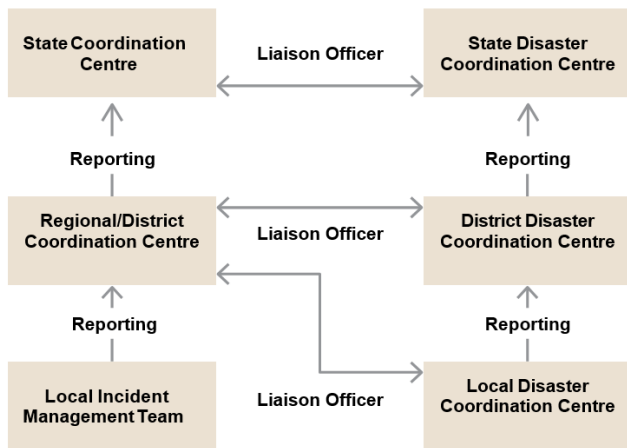 State Coordination
Centre
Liaison Officer
State Disaster
Coordination Centre
Reporting
Reporting
Regional/District
Coordination Centre
Liaison Officer
District Disaster
Coordination Centre
Reporting
Reporting
Local Incident
Management Team
Liaison Officer
Local Disaster
Coordination Centre